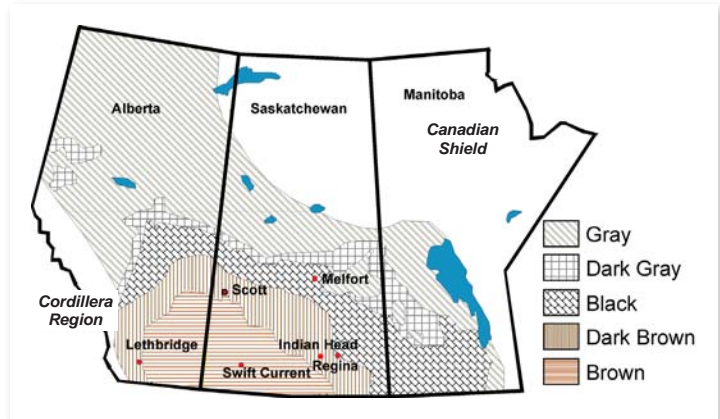 Alberta
Saskatchewan
Manitoba
Canadian
Shield
Gray
Dark Gray
Black
Dark Brown
Brown
Cordillera
Region
Melfort
Scott
Lethbridge
Indian Head
Regina
Swift Current